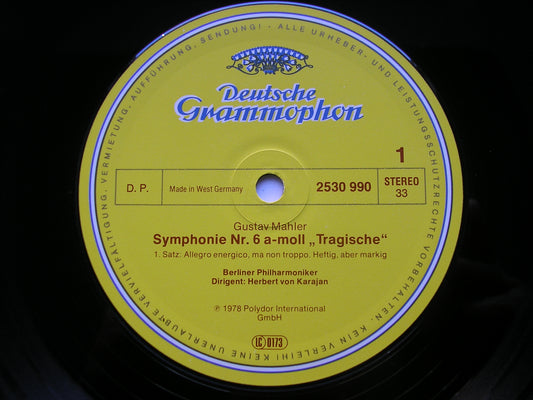 ALLE URHEBER- UND LEISTUNGSSCHUTZRECHTE VORBEHALTEN · KEIN VERLEIH! KEINE UNERLAUBTE VERVIELFÄLTIGUNG, VERMIETUNG, AUFFÜHRUNG, SENDUNG! ·
Deutsche
Grammophon
1
D. P.
Made in West Germany
2530 990
STEREO
33
Gustav Mahler
Symphonie Nr. 6 a-moll „Tragische“
1. Satz: Allegro energico, ma non troppo. Heftig, aber markig
Berliner Philharmoniker
Dirigent: Herbert von Karajan
℗ 1978 Polydor International
GmbH
LC 0173